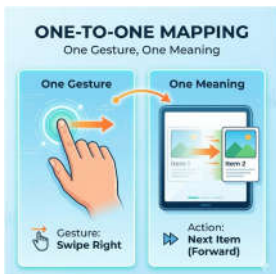 ONE-TO-ONE MAPPING
One Gesture, One Meaning
One Gesture
One Meaning
Item 1
Item 2
Gesture:
Swipe Right
Action:
Next Item
(Forward)